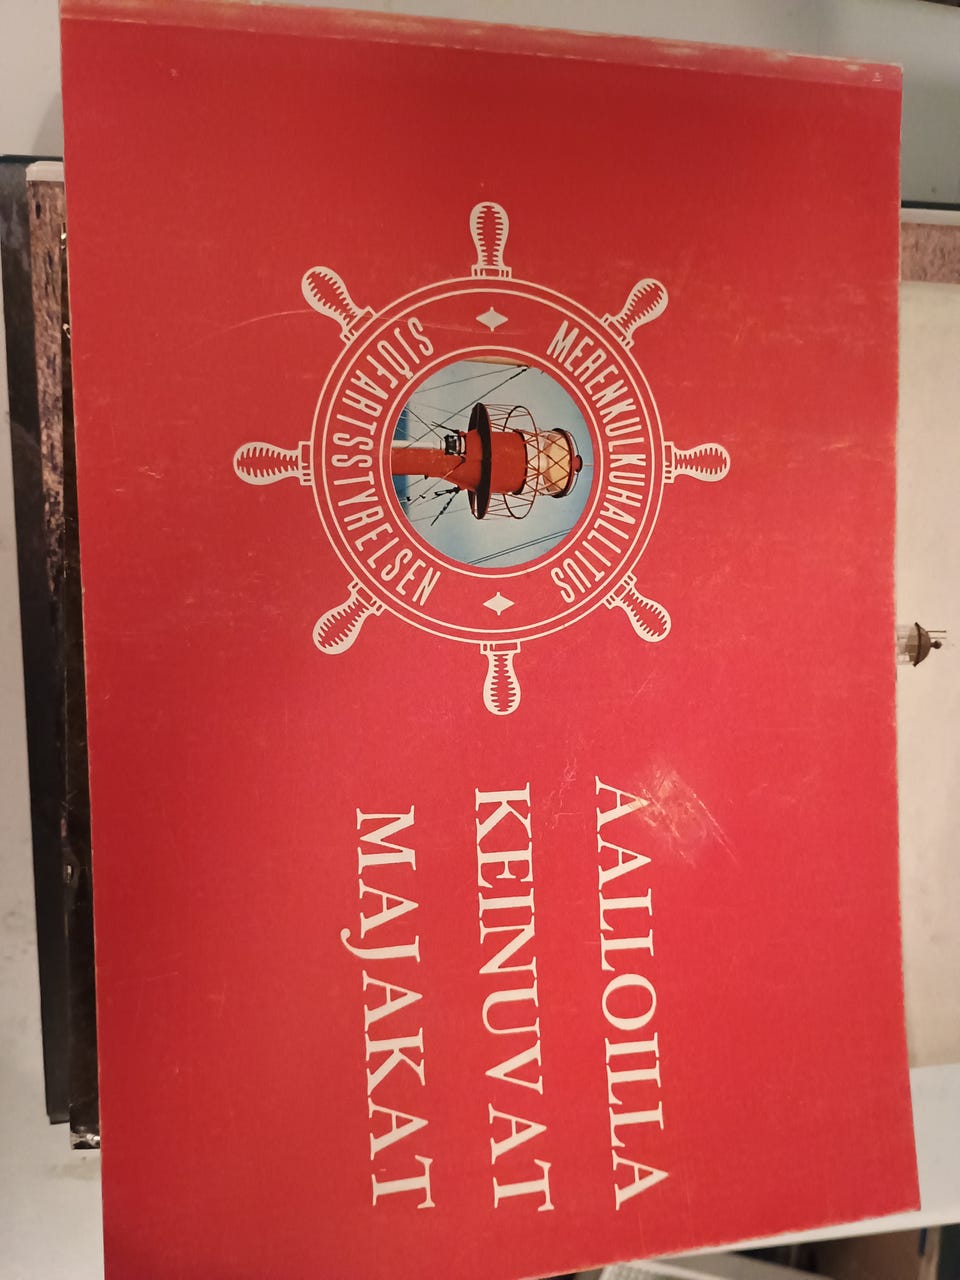 MERENKULKUHALLITUS
SJÖFARTSSTYRELSEN
AALLOILLA
KEINUVAT
MAJAKAT